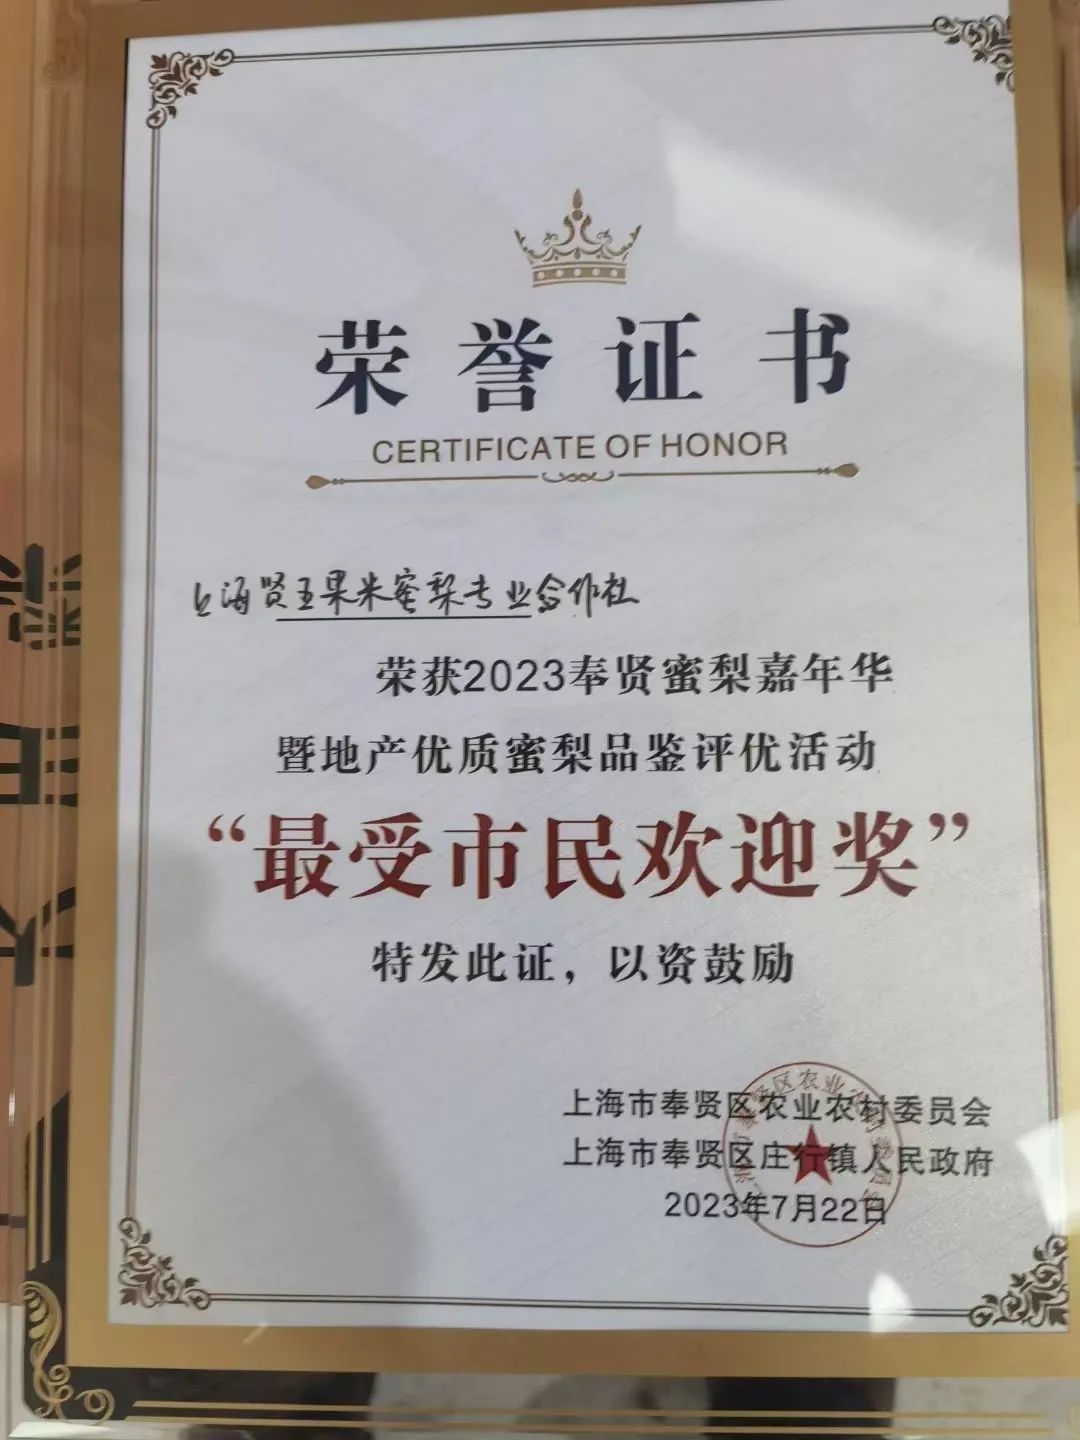 荣誉证书
CERTIFICATE OF HONOR
上海贤王果米蜜梨专业合作社
荣获2023奉贤蜜梨嘉年华
暨地产优质蜜梨品鉴评优活动
“最受市民欢迎奖”
特发此证，以资鼓励
上海市奉贤区农业农村委员会
上海市奉贤区庄行镇人民政府
2023年7月22日